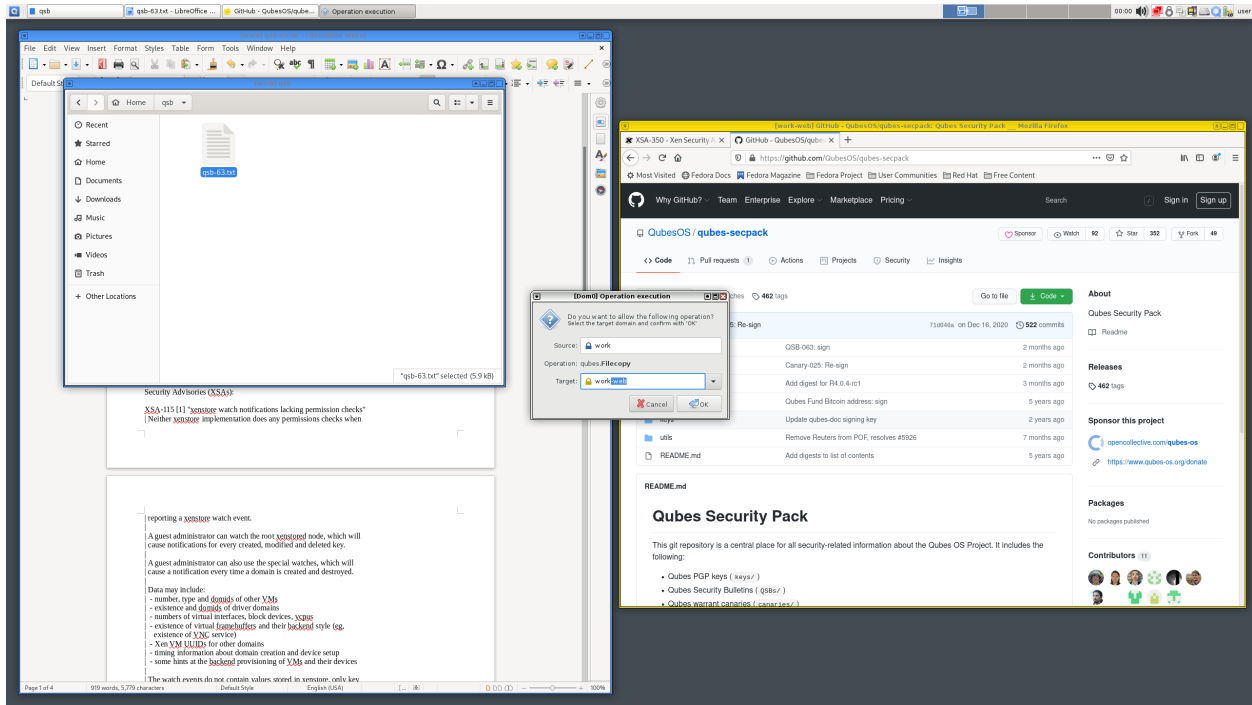 qsb
qsb-63.txt - LibreOffice ...
GitHub - QubesOS/qube...
Operation execution
00:00
user
File Edit View Insert Format Styles Table Form Tools Window Help
Default St
Home qsb
Recent
Starred
Home
Documents
Downloads
Music
Pictures
Videos
Trash
+ Other Locations
qsb-63.txt
"qsb-63.txt" selected (5.9 kB)
Security Advisories (XSAs):
XSA-115 [1] "xenstore watch notifications lacking permission checks"
| Neither xenstore implementation does any permissions checks when
| reporting a xenstore watch event.
|
| A guest administrator can watch the root xenstored node, which will
| cause notifications for every created, modified and deleted key.
|
| A guest administrator can also use the special watches, which will
| cause a notification every time a domain is created and destroyed.
|
| Data may include:
| - number, type and domids of other VMs
| - existence and domids of driver domains
| - numbers of virtual interfaces, block devices, vcpus
| - existence of virtual framebuffers and their backend style (eg,
| existence of VNC service)
| - Xen VM UUIDs for other domains
| - timing information about domain creation and device setup
| - some hints at the backend provisioning of VMs and their devices
|
| The watch events do not contain values stored in xenstore, only key
Page 1 of 4 919 words, 5,779 characters Default Style English (USA) 100%
[Dom0] Operation execution
Do you want to allow the following operation?
Select the target domain and confirm with 'OK'
Source: work
Operation: qubes.Filecopy
Target: work-web
Cancel OK
[work-web] GitHub - QubesOS/qubes-secpack: Qubes Security Pack — Mozilla Firefox
XSA-350 - Xen Security A
GitHub - QubesOS/qubes
https://github.com/QubesOS/qubes-secpack
Most Visited Fedora Docs Fedora Magazine Fedora Project User Communities Red Hat Free Content
Why GitHub? Team Enterprise Explore Marketplace Pricing Search / Sign in Sign up
QubesOS / qubes-secpack
Sponsor Watch 92 Star 352 Fork 49
Code Pull requests 1 Actions Projects Security Insights
ches 462 tags Go to file Code
5: Re-sign 71d040a on Dec 16, 2020 522 commits
QSB-063: sign 2 months ago
Canary-025: Re-sign 2 months ago
Add digest for R4.0.4-rc1 3 months ago
Qubes Fund Bitcoin address: sign 5 years ago
keys Update qubes-doc signing key 2 years ago
utils Remove Reuters from POF, resolves #5926 7 months ago
README.md Add digests to list of contents 5 years ago
README.md
Qubes Security Pack
This git repository is a central place for all security-related information about the Qubes OS Project. It includes the
following:
• Qubes PGP keys ( keys/ )
• Qubes Security Bulletins ( QSBs/ )
• Qubes warrant canaries ( canaries/ )
About
Qubes Security Pack
Readme
Releases
462 tags
Sponsor this project
opencollective.com/qubes-os
https://www.qubes-os.org/donate
Packages
No packages published
Contributors 11